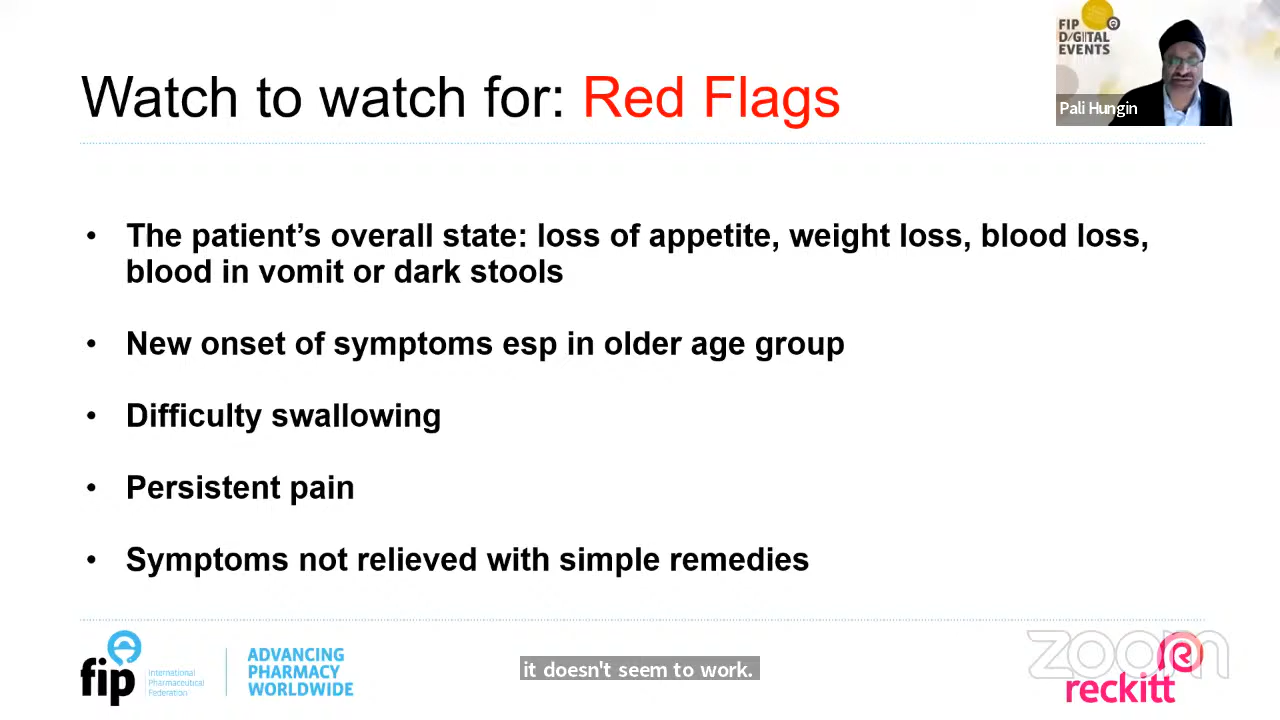 FIP
DIGITAL
EVENTS
Pali Hungin
Watch to watch for: Red Flags
• The patient’s overall state: loss of appetite, weight loss, blood loss,
blood in vomit or dark stools
• New onset of symptoms esp in older age group
• Difficulty swallowing
• Persistent pain
• Symptoms not relieved with simple remedies
fip
International
Pharmaceutical
Federation
ADVANCING
PHARMACY
WORLDWIDE
it doesn't seem to work.
zoom
reckitt